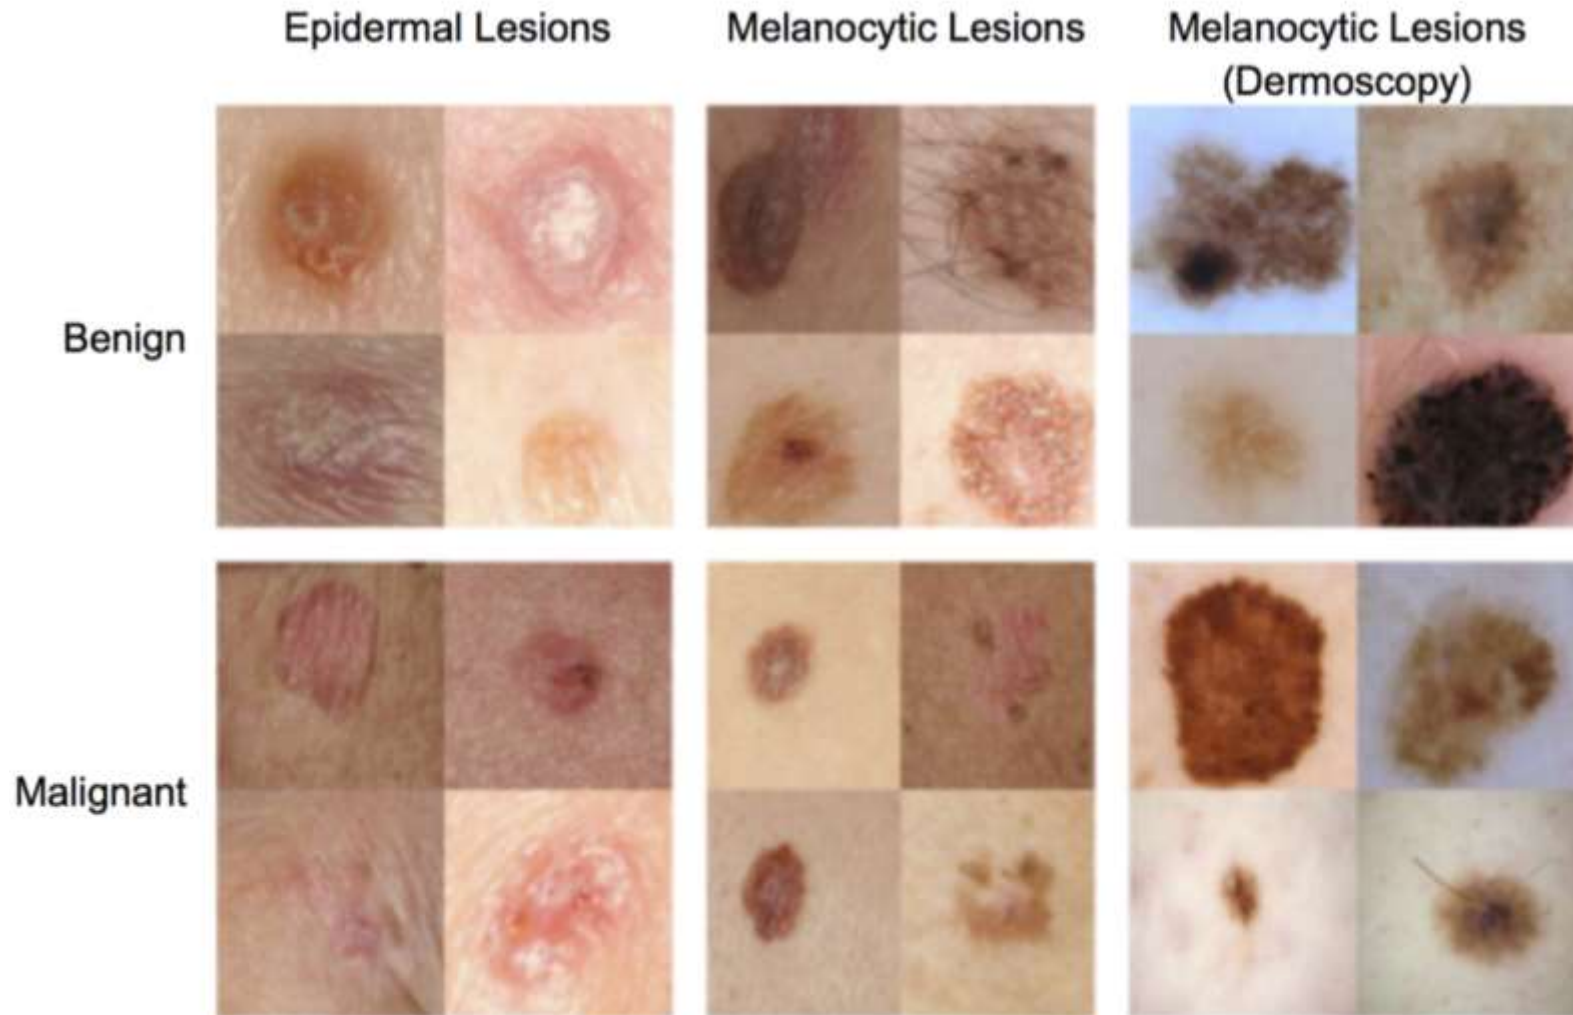 Epidermal Lesions
Melanocytic Lesions
Melanocytic Lesions
(Dermoscopy)
Benign
Malignant